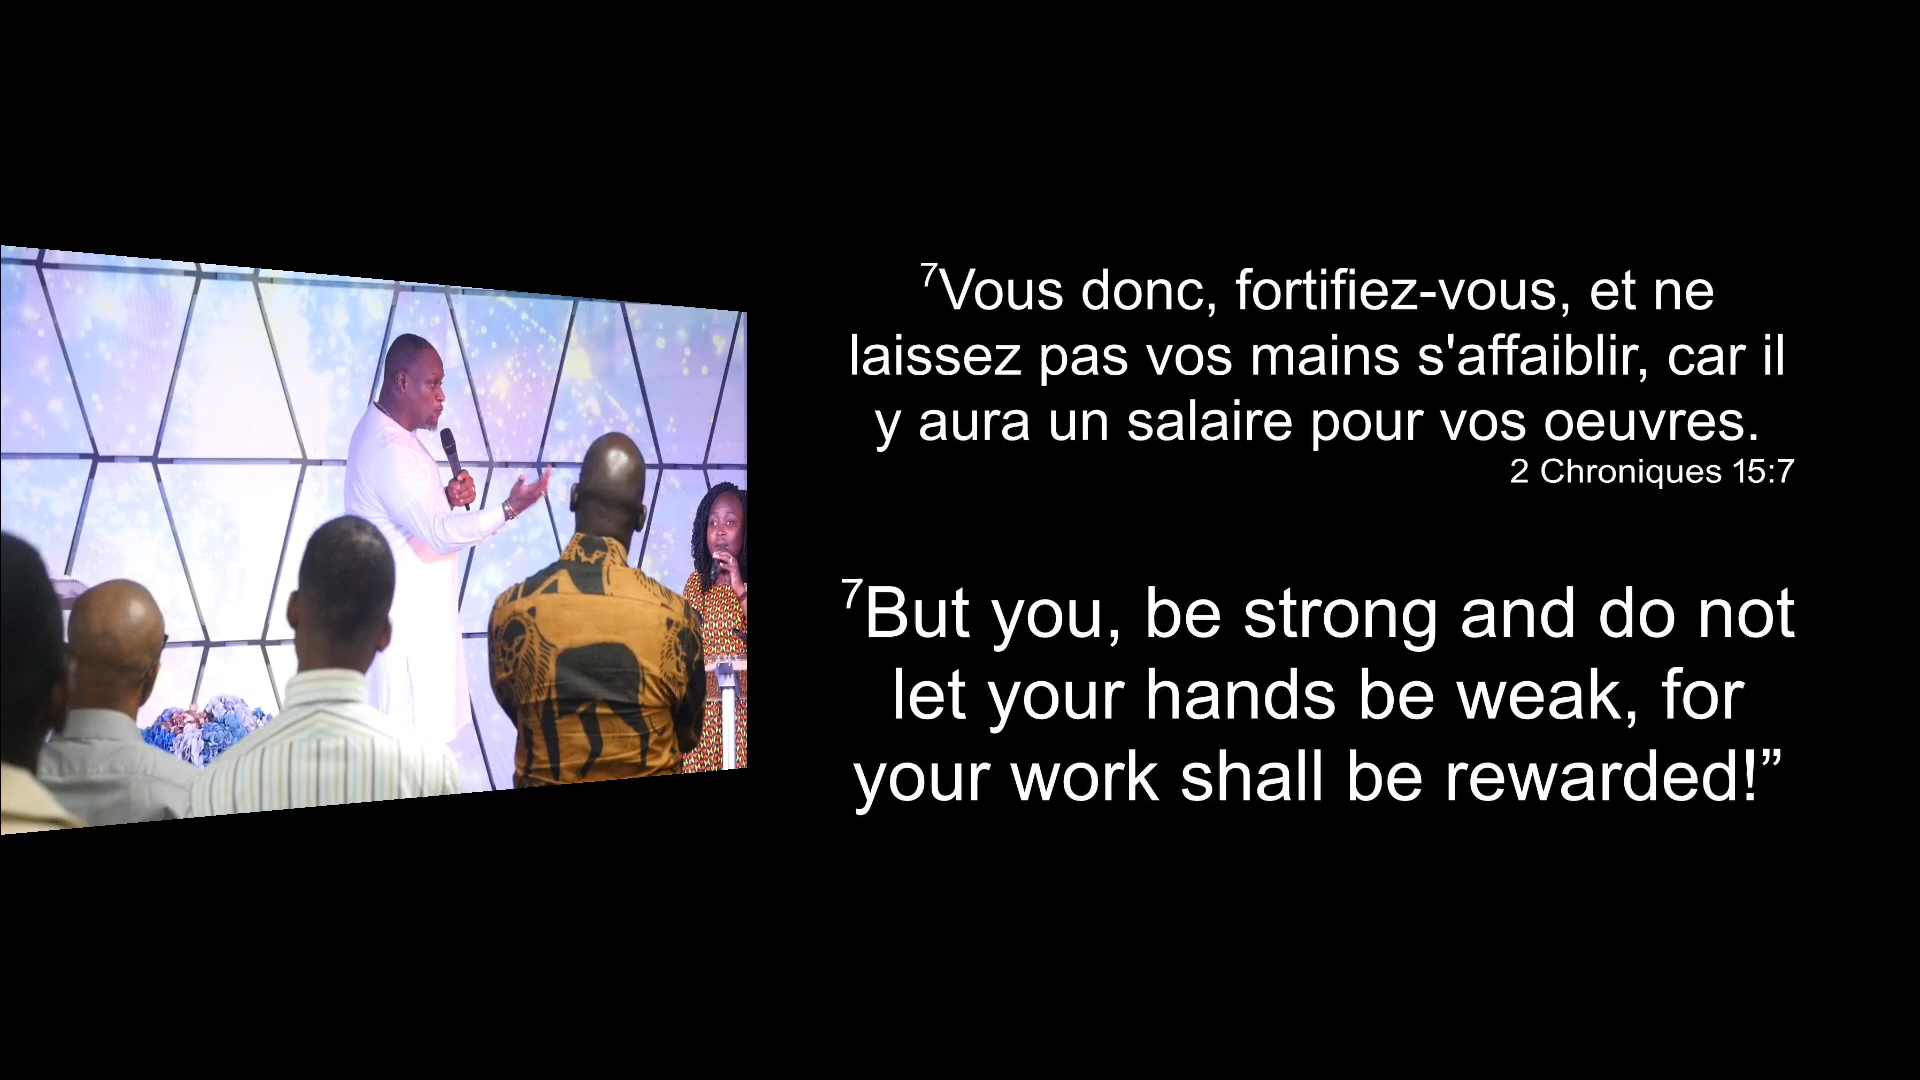 7Vous donc, fortifiez-vous, et ne
laissez pas vos mains s'affaiblir, car il
y aura un salaire pour vos oeuvres.
2 Chroniques 15:7
7But you, be strong and do not
let your hands be weak, for
your work shall be rewarded!”